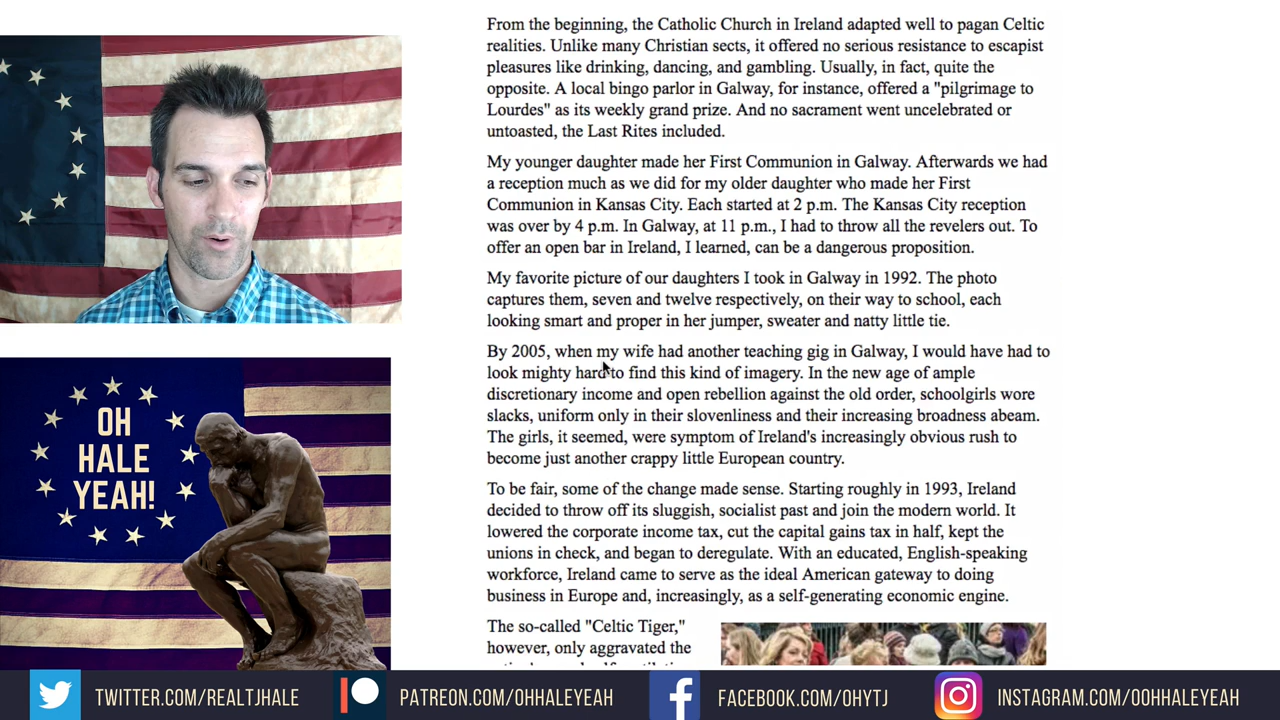 From the beginning, the Catholic Church in Ireland adapted well to pagan Celtic
realities. Unlike many Christian sects, it offered no serious resistance to escapist
pleasures like drinking, dancing, and gambling. Usually, in fact, quite the
opposite. A local bingo parlor in Galway, for instance, offered a "pilgrimage to
Lourdes" as its weekly grand prize. And no sacrament went uncelebrated or
untoasted, the Last Rites included.
My younger daughter made her First Communion in Galway. Afterwards we had
a reception much as we did for my older daughter who made her First
Communion in Kansas City. Each started at 2 p.m. The Kansas City reception
was over by 4 p.m. In Galway, at 11 p.m., I had to throw all the revelers out. To
offer an open bar in Ireland, I learned, can be a dangerous proposition.
My favorite picture of our daughters I took in Galway in 1992. The photo
captures them, seven and twelve respectively, on their way to school, each
looking smart and proper in her jumper, sweater and natty little tie.
By 2005, when my wife had another teaching gig in Galway, I would have had to
look mighty hard to find this kind of imagery. In the new age of ample
discretionary income and open rebellion against the old order, schoolgirls wore
slacks, uniform only in their slovenliness and their increasing broadness abeam.
The girls, it seemed, were symptom of Ireland's increasingly obvious rush to
become just another crappy little European country.
To be fair, some of the change made sense. Starting roughly in 1993, Ireland
decided to throw off its sluggish, socialist past and join the modern world. It
lowered the corporate income tax, cut the capital gains tax in half, kept the
unions in check, and began to deregulate. With an educated, English-speaking
workforce, Ireland came to serve as the ideal American gateway to doing
business in Europe and, increasingly, as a self-generating economic engine.
The so-called "Celtic Tiger,"
however, only aggravated the
OH
HALE
YEAH!
TWITTER.COM/REALTJHALE
PATREON.COM/OHHALEYEAH
FACEBOOK.COM/OHYTJ
INSTAGRAM.COM/OOHHALEYEAH